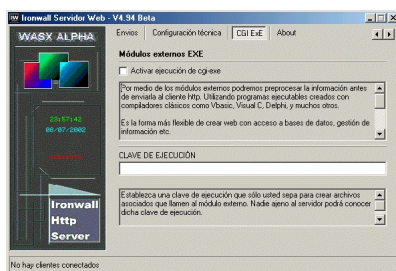 Ironwall Servidor Web - V4.94 Beta
WASX ALPHA
Envios
Configuración técnica
CGI ExE
About
Módulos externos EXE
Activar ejecución de cgi-exe
Por medio de los módulos externos podremos preprocesar la información antes
de enviarla al cliente http. Utilizando programas ejecutables creados con
compiladores clásicos como Vbasic, Visual C, Delphi, y muchos otros.
Es la forma más flexible de crear web con acceso a bases de datos, gestión de
información etc.
23:57:42
08/07/2002
CLAVE DE EJECUCIÓN
Establezca una clave de ejecución que sólo usted sepa para crear archivos
asociados que llamen al módulo externo. Nadie ajeno al servidor podrá conocer
dicha clave de ejecución.
Ironwall
Http
Server
No hay clientes conectados